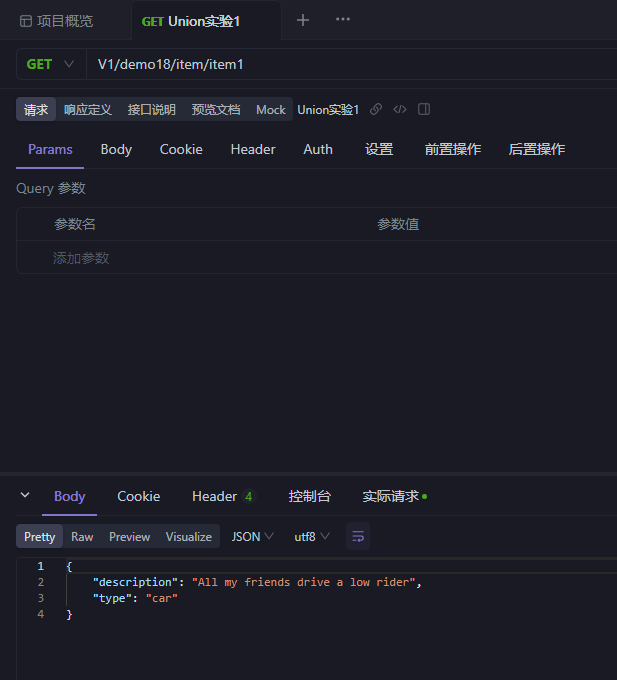 项目概览 GET Union实验1
GET V1/demo18/item/item1
请求 响应定义 接口说明 预览文档 Mock Union实验1
Params Body Cookie Header Auth 设置 前置操作 后置操作
Query 参数
参数名 参数值
添加参数
Body Cookie Header 4 控制台 实际请求
Pretty Raw Preview Visualize JSON utf8
1 {
2 "description": "All my friends drive a low rider",
3 "type": "car"
4 }